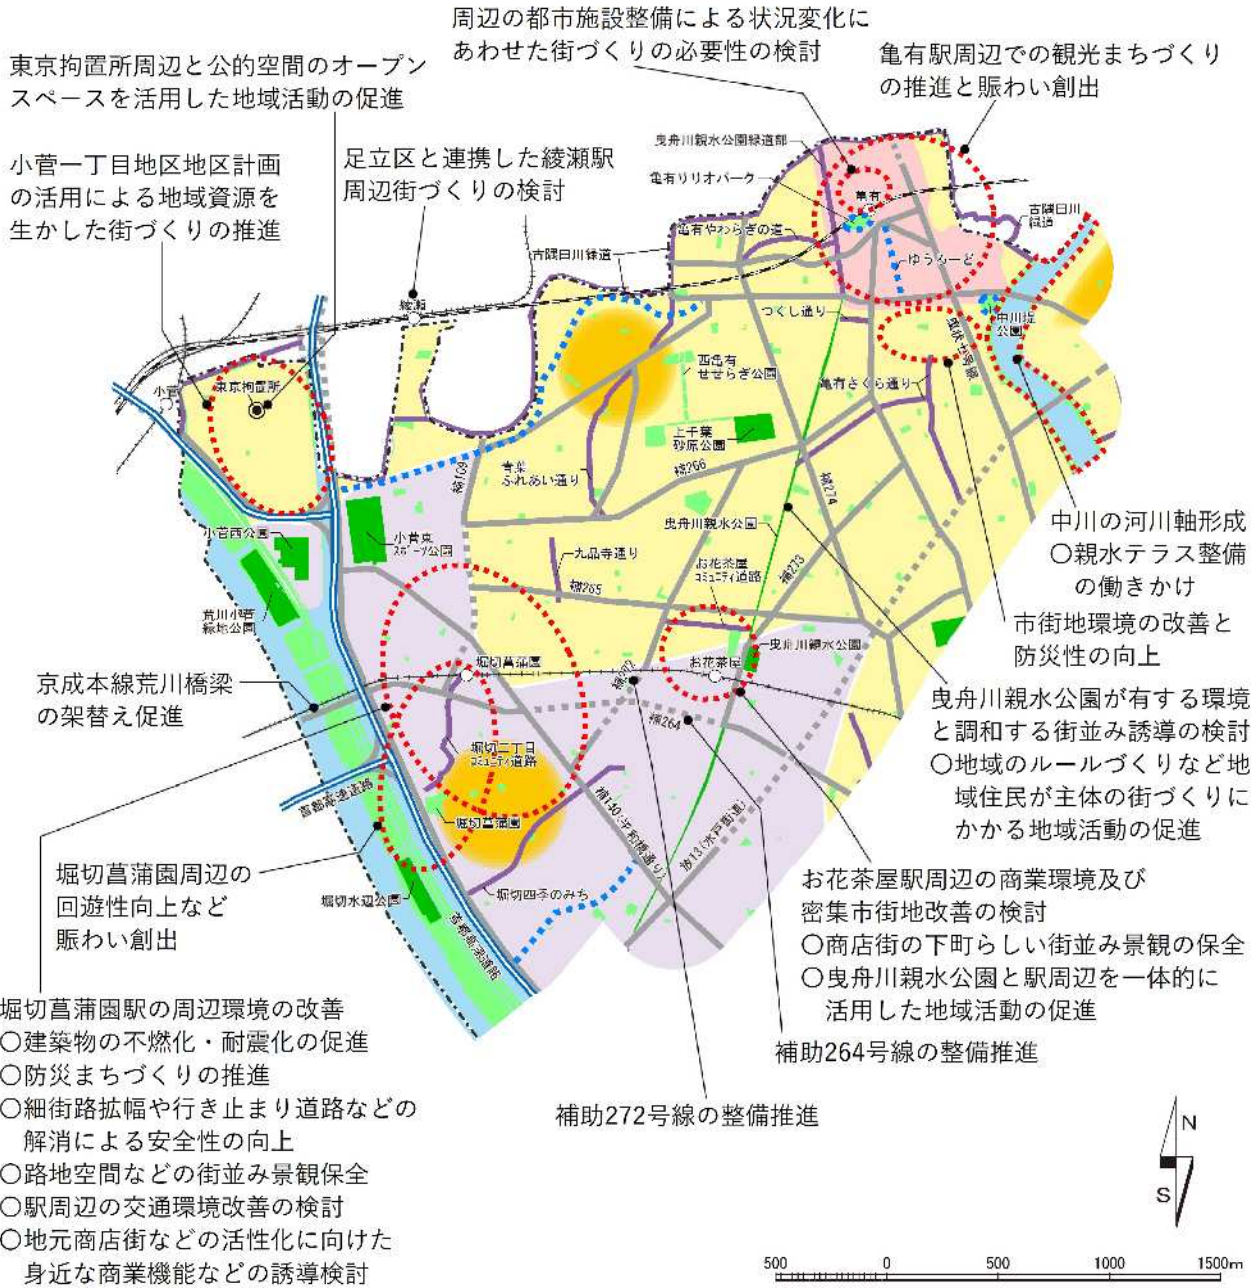 周辺の都市施設整備による状況変化に
あわせた街づくりの必要性の検討
東京拘置所周辺と公的空間のオープン
スペースを活用した地域活動の促進
亀有駅周辺での観光まちづくり
の推進と賑わい創出
小菅一丁目地区地区計画
の活用による地域資源を
生かした街づくりの推進
足立区と連携した綾瀬駅
周辺街づくりの検討
曳舟川親水公園緑道部
亀有リリオパーク
亀有
古隅田川
緑道
亀有やわらぎの道
古隅田川緑道
ゆうろーど
綾瀬
つくし通り
環状七号線
中川堤
公園
小菅
東京拘置所
西亀有
せせらぎ公園
亀有さくら通り
上千葉
砂原公園
補109
青葉
ふれあい通り
補266
補274
小菅西公園
小菅東
スポーツ公園
曳舟川親水公園
九品寺通り
お花茶屋
コミュニティ道路
補273
補265
荒川小菅
緑地公園
中川の河川軸形成
○親水テラス整備
の働きかけ
市街地環境の改善と
防災性の向上
堀切菖蒲園
補272
お花茶屋
曳舟川親水公園
京成本線荒川橋梁
の架替え促進
補264
曳舟川親水公園が有する環境
と調和する街並み誘導の検討
○地域のルールづくりなど地
域住民が主体の街づくりに
かかる地域活動の促進
堀切二丁目
コミュニティ道路
首都高速道路
堀切菖蒲園
補140（平和橋通り）
放13（水戸街道）
堀切菖蒲園周辺の
回遊性向上など
賑わい創出
堀切水辺公園
堀切四季のみち
首都高速道路
お花茶屋駅周辺の商業環境及び
密集市街地改善の検討
○商店街の下町らしい街並み景観の保全
○曳舟川親水公園と駅周辺を一体的に
活用した地域活動の促進
堀切菖蒲園駅の周辺環境の改善
○建築物の不燃化・耐震化の促進
○防災まちづくりの推進
○細街路拡幅や行き止まり道路などの
解消による安全性の向上
○路地空間などの街並み景観保全
○駅周辺の交通環境改善の検討
○地元商店街などの活性化に向けた
身近な商業機能などの誘導検討
補助264号線の整備推進
補助272号線の整備推進
N
S
500 0 500 1000 1500m